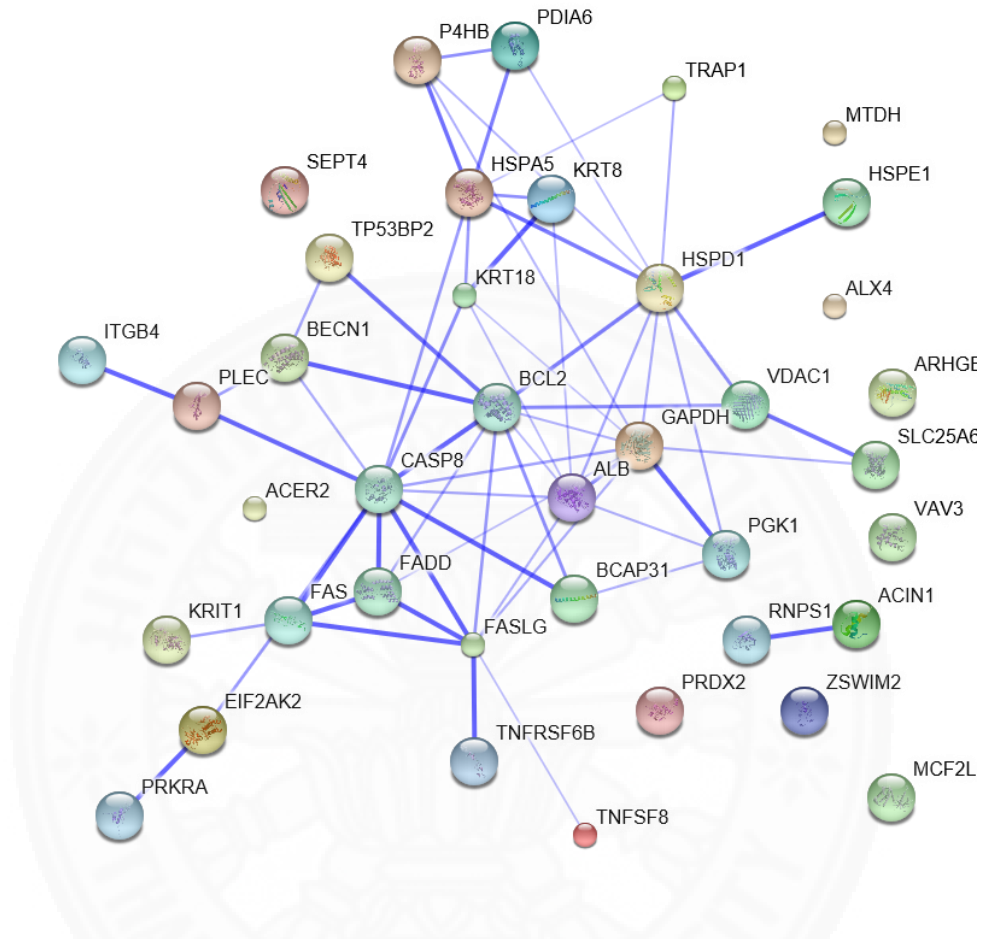 P4HB
PDIA6
TRAP1
MTDH
SEPT4
HSPA5
KRT8
HSPE1
TP53BP2
HSPD1
KRT18
ALX4
ITGB4
BECN1
PLEC
BCL2
VDAC1
ARHGE
GAPDH
SLC25A6
CASP8
ALB
ACER2
VAV3
PGK1
FADD
BCAP31
FAS
KRIT1
FASLG
RNPS1
ACIN1
PRDX2
ZSWIM2
EIF2AK2
TNFRSF6B
MCF2L
PRKRA
TNFSF8